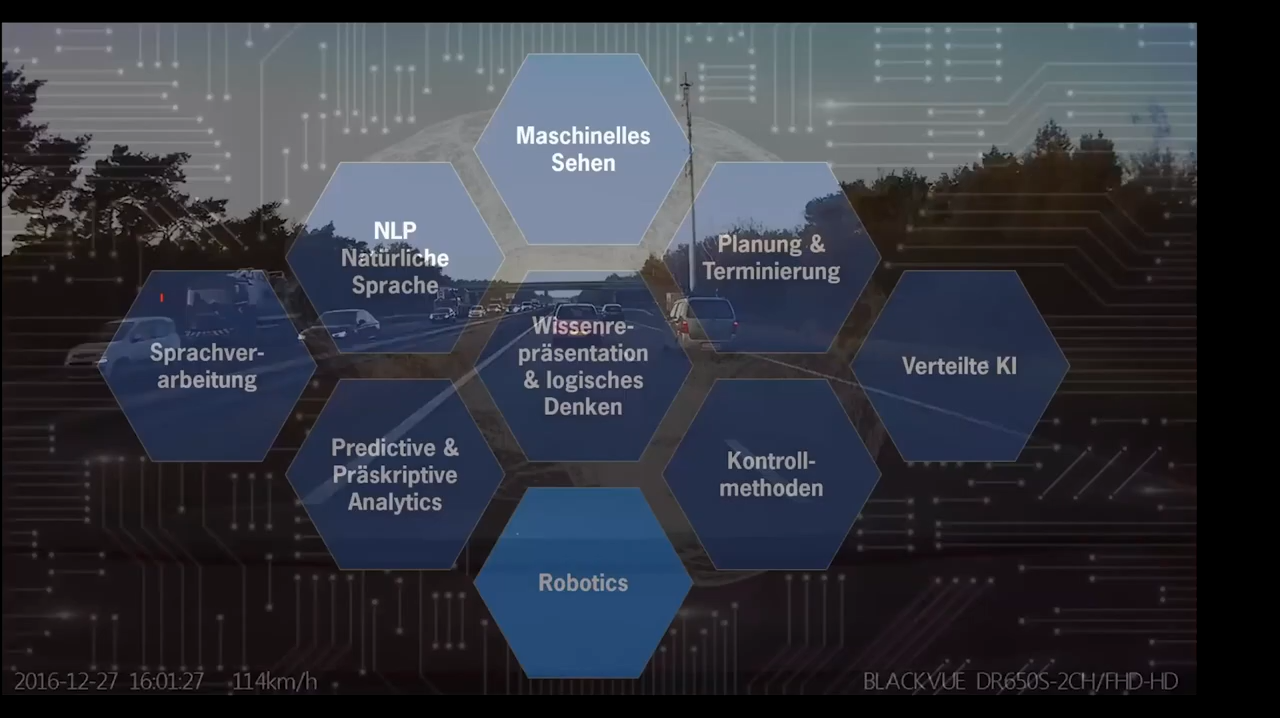 Maschinelles
Sehen
NLP
Natürliche
Sprache
Planung &
Terminierung
Sprachver-
arbeitung
Wissenre-
präsentation
& logisches
Denken
Verteilte KI
Predictive &
Präskriptive
Analytics
Kontroll-
methoden
Robotics
2016-12-27 16:01:27 114km/h
BLACKVUE DR650S-2CH/FHD-HD